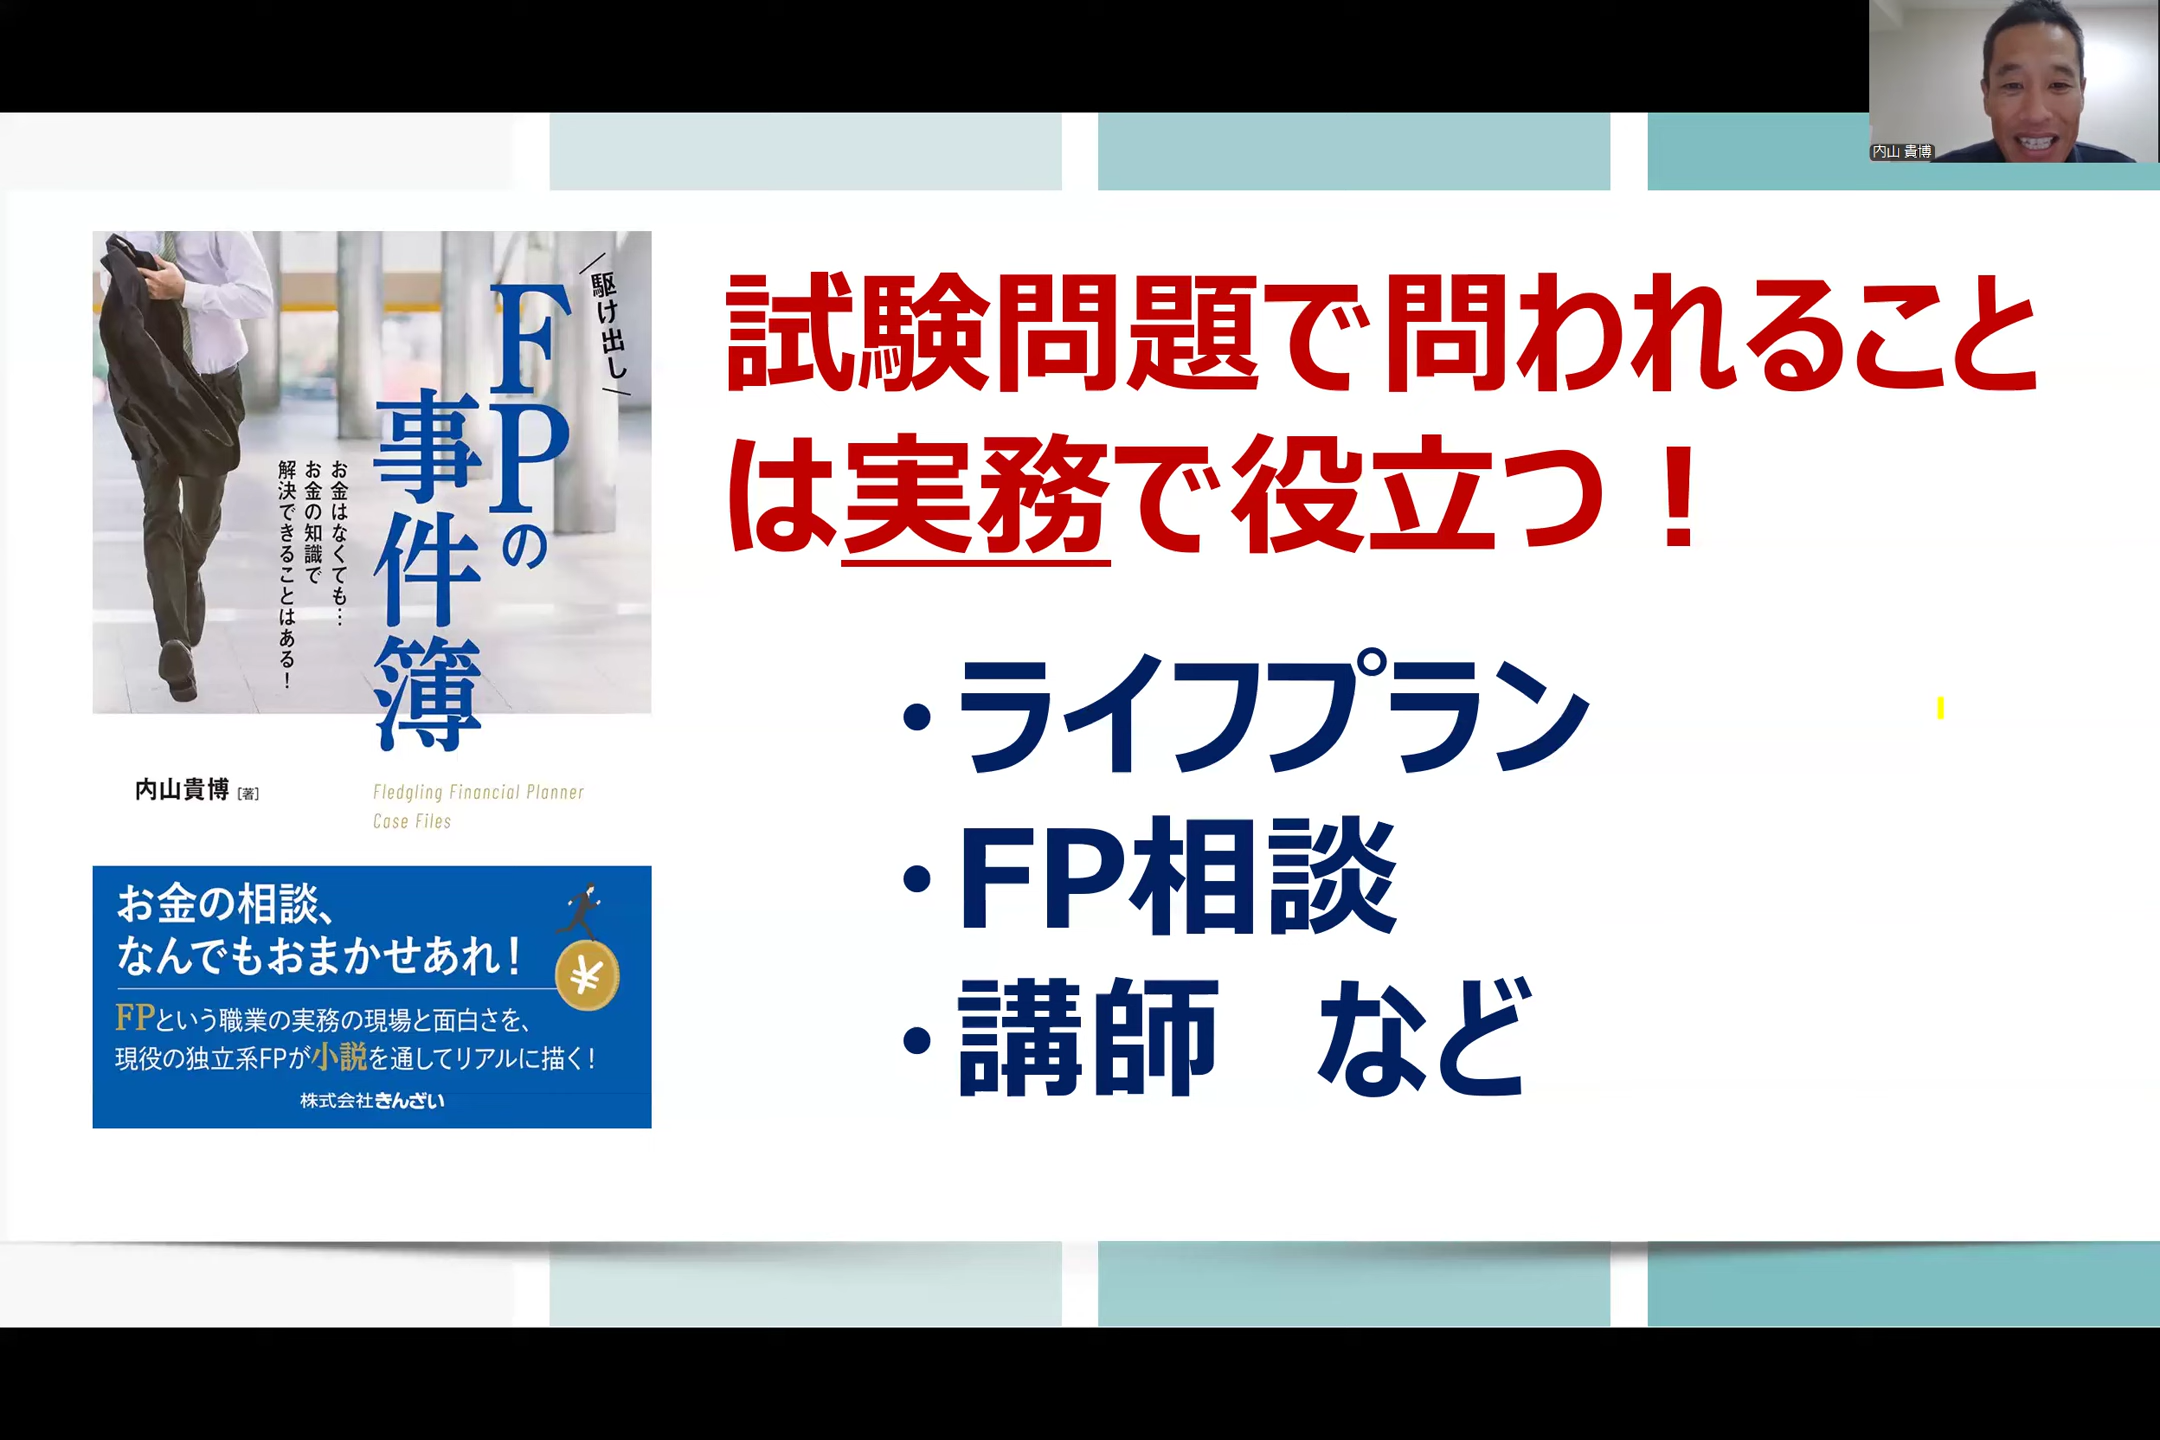 内山 貴博
駆け出し
FPの
事件簿
お金はなくても…
お金の知識で
解決できることはある！
内山貴博 [著]
Fledgling Financial Planner
Case Files
お金の相談、
なんでもおまかせあれ！
¥
FPという職業の実務の現場と面白さを、
現役の独立系FPが小説を通してリアルに描く！
株式会社きんざい
試験問題で問われること
は実務で役立つ！
・ライフプラン
・FP相談
・講師　など